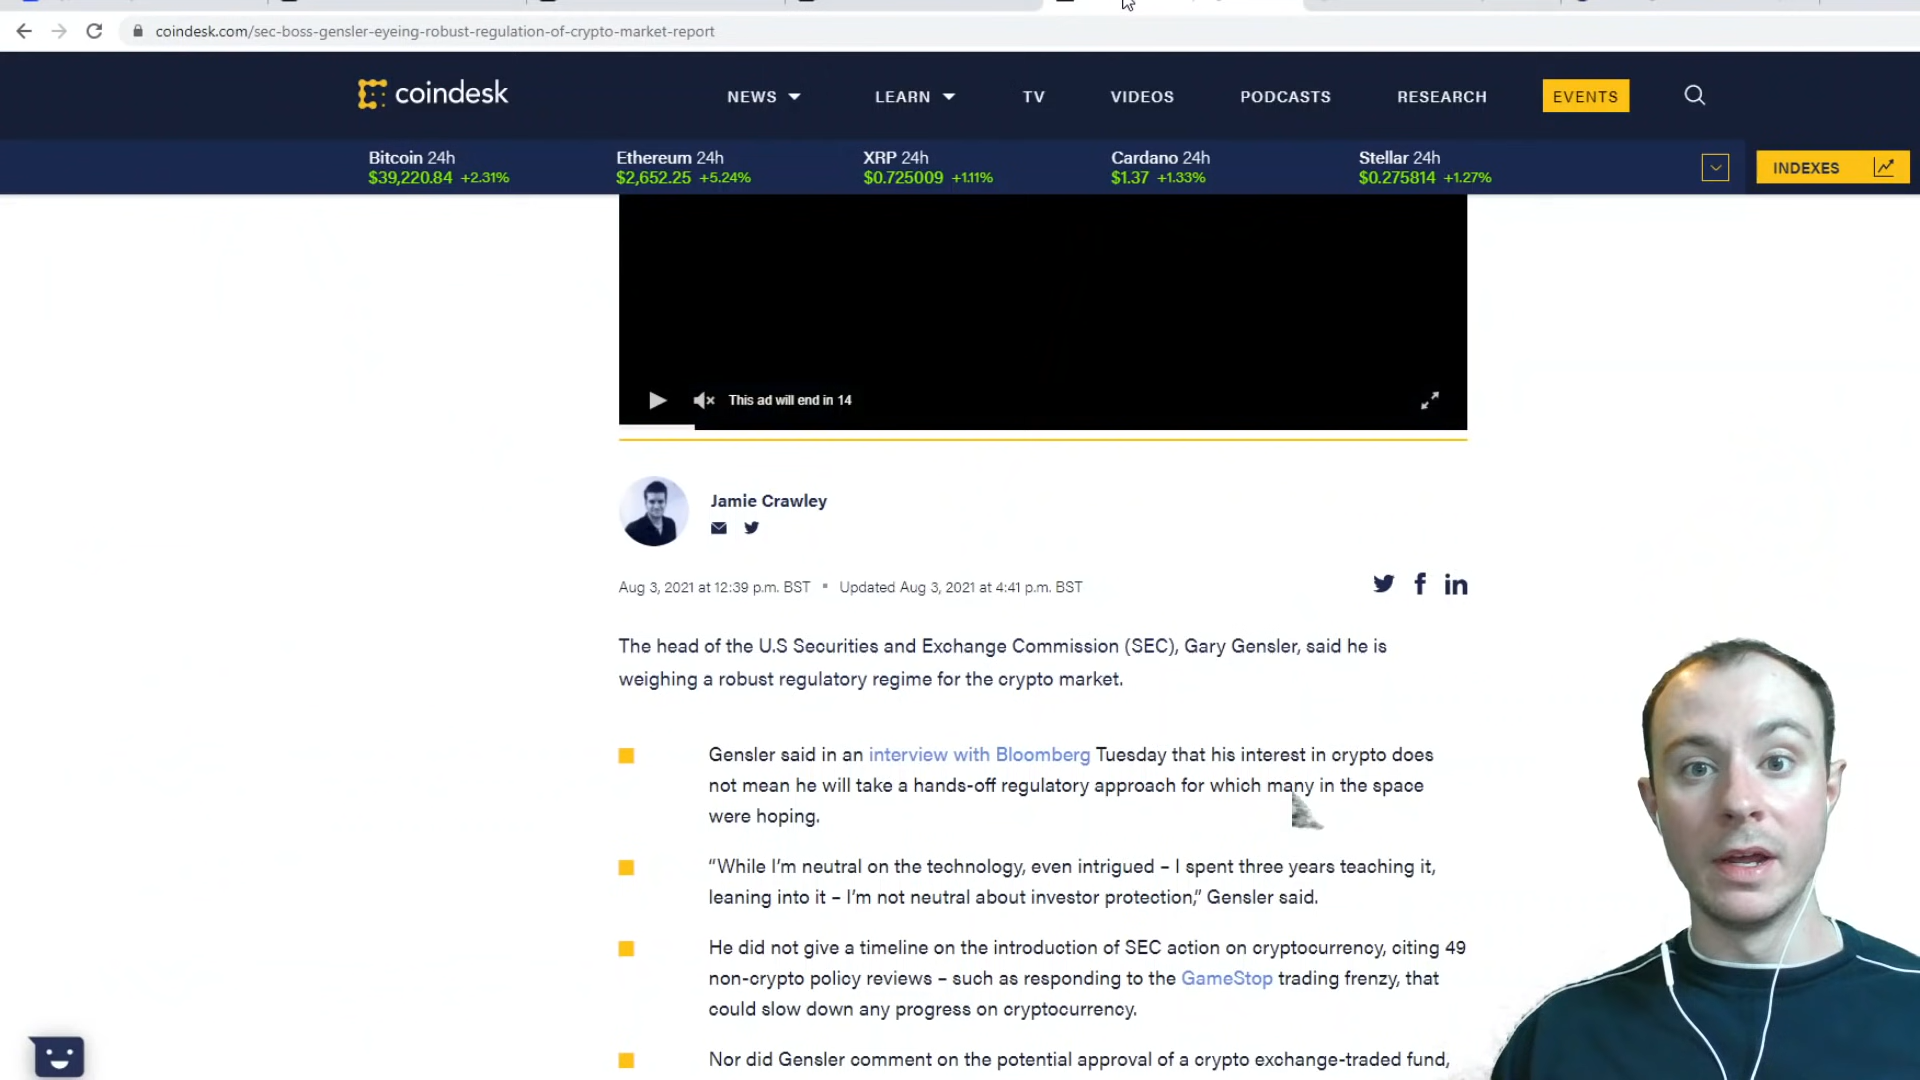 coindesk.com/sec-boss-gensler-eyeing-robust-regulation-of-crypto-market-report
coindesk
NEWS
LEARN
TV
VIDEOS
PODCASTS
RESEARCH
EVENTS
Bitcoin 24h
$39,220.84 +2.31%
Ethereum 24h
$2,652.25 +5.24%
XRP 24h
$0.725009 +1.11%
Cardano 24h
$1.37 +1.33%
Stellar 24h
$0.275814 +1.27%
INDEXES
This ad will end in 14
Jamie Crawley
Aug 3, 2021 at 12:39 p.m. BST
Updated Aug 3, 2021 at 4:41 p.m. BST
The head of the U.S Securities and Exchange Commission (SEC), Gary Gensler, said he is
weighing a robust regulatory regime for the crypto market.
Gensler said in an interview with Bloomberg Tuesday that his interest in crypto does
not mean he will take a hands-off regulatory approach for which many in the space
were hoping.
“While I’m neutral on the technology, even intrigued – I spent three years teaching it,
leaning into it – I’m not neutral about investor protection,” Gensler said.
He did not give a timeline on the introduction of SEC action on cryptocurrency, citing 49
non-crypto policy reviews – such as responding to the GameStop trading frenzy, that
could slow down any progress on cryptocurrency.
Nor did Gensler comment on the potential approval of a crypto exchange-traded fund,